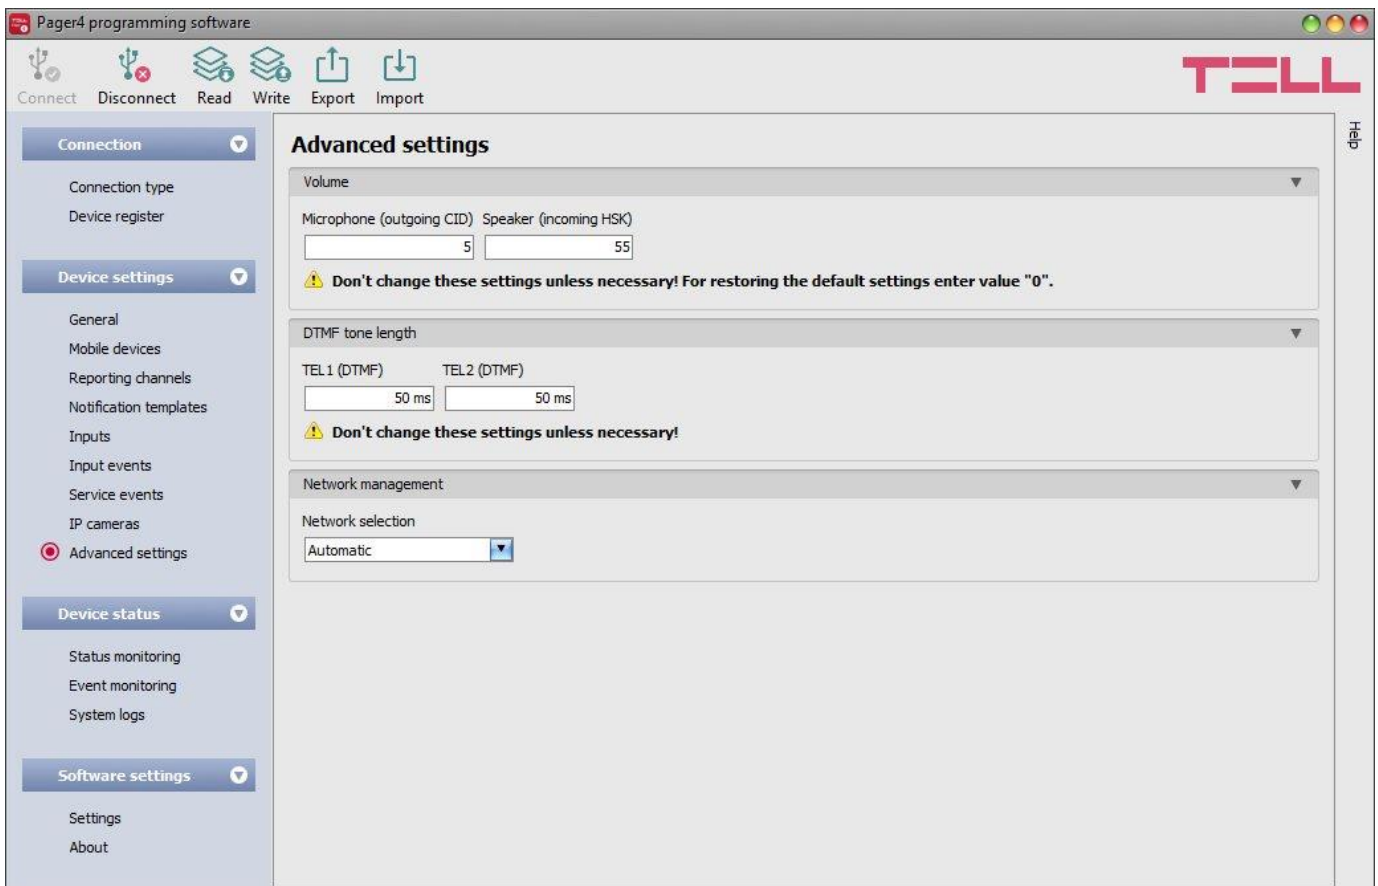 Pager4 programming software
Connect Disconnect Read Write Export Import
TELL
Help
Connection
Connection type
Device register
Device settings
General
Mobile devices
Reporting channels
Notification templates
Inputs
Input events
Service events
IP cameras
Advanced settings
Device status
Status monitoring
Event monitoring
System logs
Software settings
Settings
About
Advanced settings
Volume
Microphone (outgoing CID) Speaker (incoming HSK)
5 55
Don't change these settings unless necessary! For restoring the default settings enter value "0".
DTMF tone length
TEL1 (DTMF) TEL2 (DTMF)
50 ms 50 ms
Don't change these settings unless necessary!
Network management
Network selection
Automatic